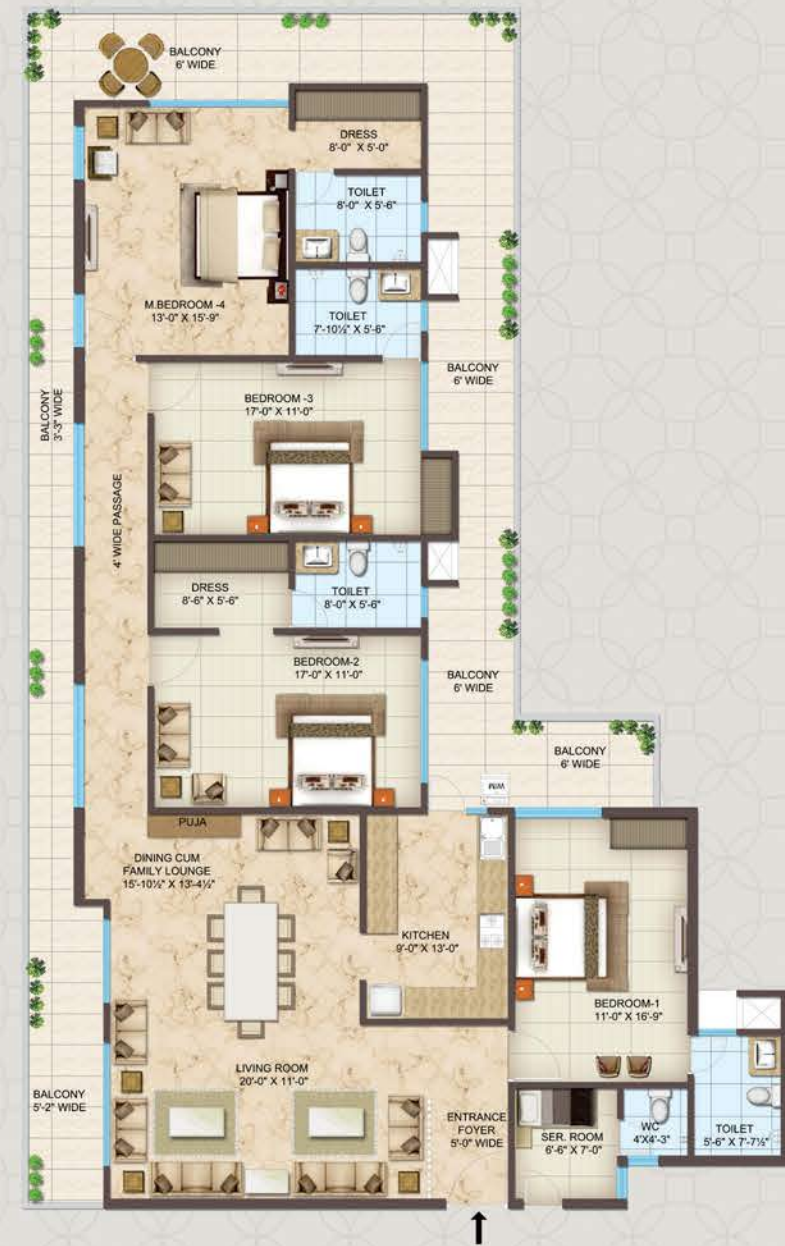 BALCONY
6' WIDE
DRESS
8'-0" X 5'-0"
TOILET
8'-0" X 5'-6"
M.BEDROOM -4
13'-0" X 15'-9"
TOILET
7'-10½" X 5'-6"
BALCONY
6' WIDE
BALCONY
3'-3" WIDE
BEDROOM -3
17'-0" X 11'-0"
4' WIDE PASSAGE
DRESS
8'-6" X 5'-6"
TOILET
8'-0" X 5'-6"
BEDROOM-2
17'-0" X 11'-0"
BALCONY
6' WIDE
BALCONY
6' WIDE
W/M
PUJA
DINING CUM
FAMILY LOUNGE
15'-10½" X 13'-4½"
KITCHEN
9'-0" X 13'-0"
BEDROOM-1
11'-0" X 16'-9"
LIVING ROOM
20'-0" X 11'-0"
BALCONY
5'-2" WIDE
ENTRANCE
FOYER
5'-0" WIDE
SER. ROOM
6'-6" X 7'-0"
WC
4'X4'-3"
TOILET
5'-6" X 7'-7½"